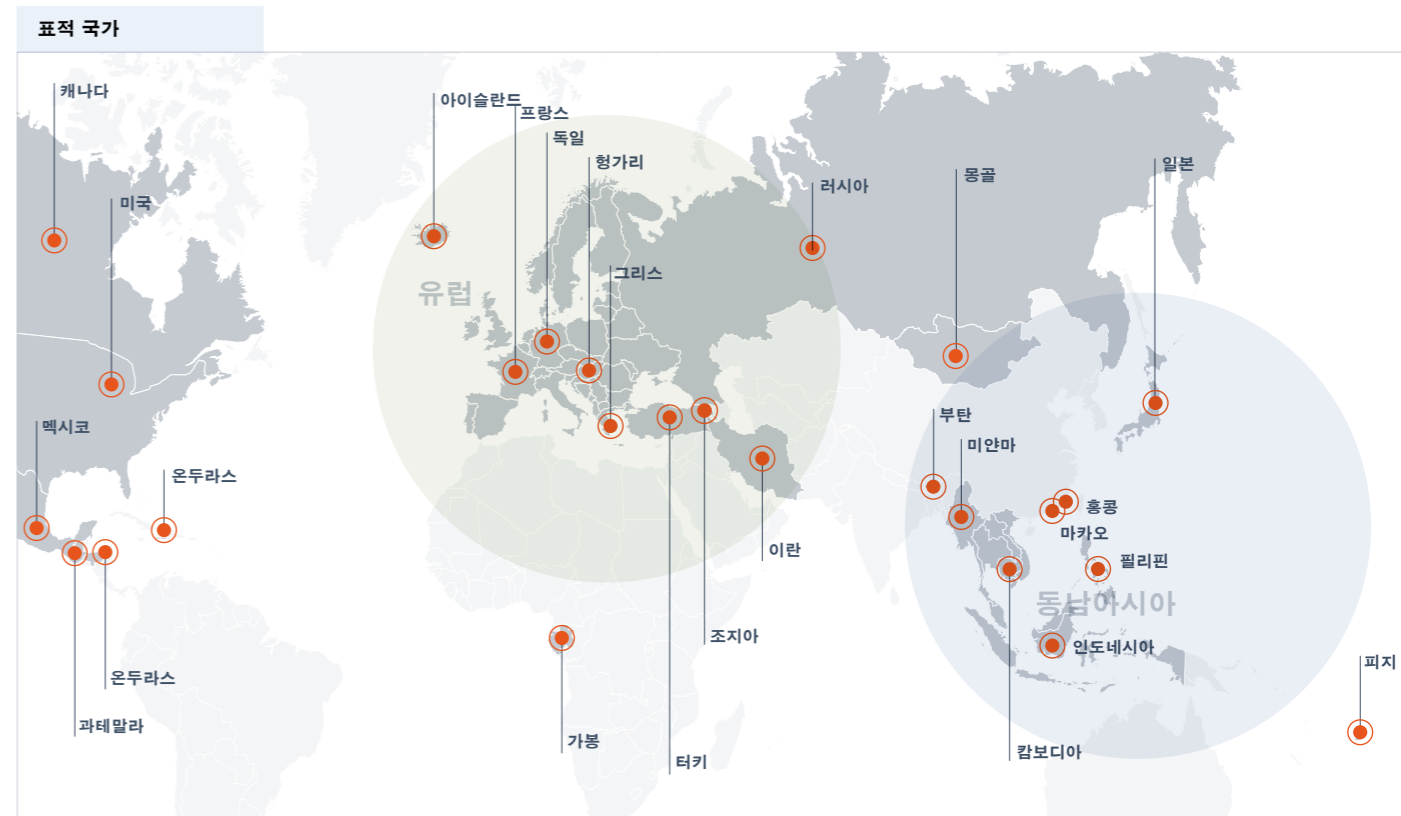 표적 국가
캐나다
아이슬란드
프랑스
독일
헝가리
일본
몽골
러시아
미국
그리스
유럽
부탄
멕시코
미얀마
온두라스
홍콩
마카오
이란
필리핀
동남아시아
조지아
인도네시아
피지
온두라스
과테말라
가봉
캄보디아
터키